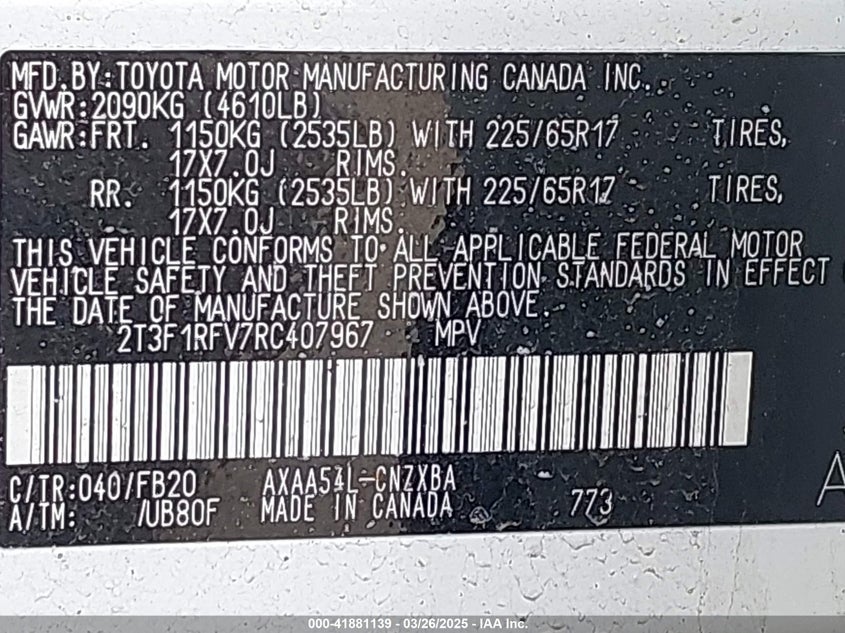 MFD.BY:TOYOTA MOTOR MANUFACTURING CANADA INC.
GVWR:2090KG (4610LB)
GAWR:FRT. 1150KG (2535LB) WITH 225/65R17 TIRES,
17X7.0J RIMS.
RR. 1150KG (2535LB) WITH 225/65R17 TIRES,
17X7.0J RIMS.
THIS VEHICLE CONFORMS TO ALL APPLICABLE FEDERAL MOTOR
VEHICLE SAFETY AND THEFT PREVENTION STANDARDS IN EFFECT
THE DATE OF MANUFACTURE SHOWN ABOVE.
2T3F1RFV7RC407967 MPV
C/TR:040/FB20 AXAA54L-CNZXBA
A/TM: /UB80F MADE IN CANADA 773
A
000-41881139 - 03/26/2025 - IAA Inc.